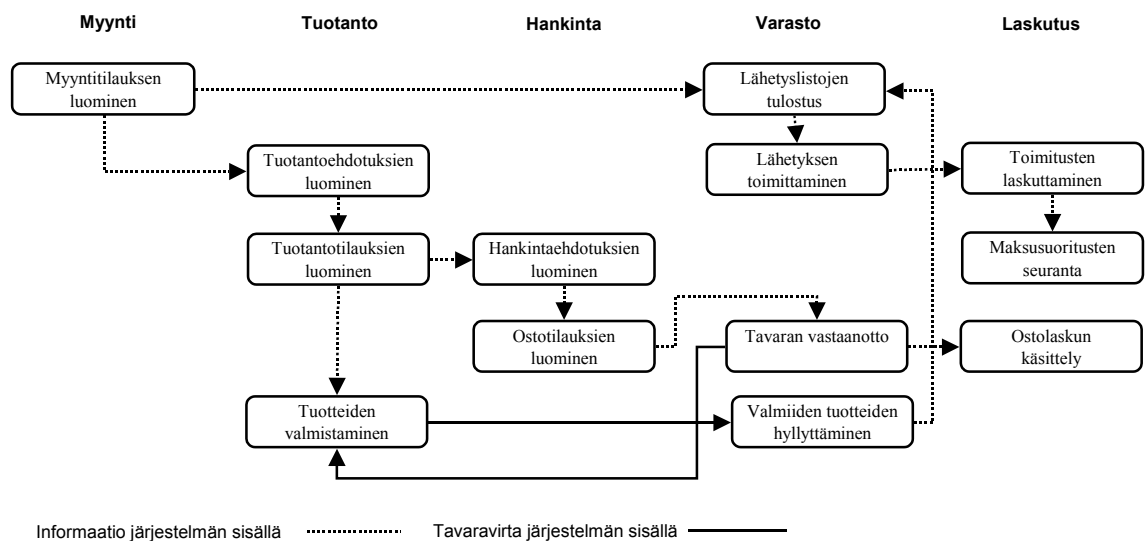 Myynti
Tuotanto
Hankinta
Varasto
Laskutus
Myyntitilauksen
luominen
Lähetyslistojen
tulostus
Tuotantoehdotuksien
luominen
Lähetyksen
toimittaminen
Toimitusten
laskuttaminen
Tuotantotilauksien
luominen
Hankintaehdotuksien
luominen
Maksusuoritusten
seuranta
Ostotilauksien
luominen
Tavaran vastaanotto
Ostolaskun
käsittely
Tuotteiden
valmistaminen
Valmiiden tuotteiden
hyllyttäminen
Informaatio järjestelmän sisällä
Tavaravirta järjestelmän sisällä